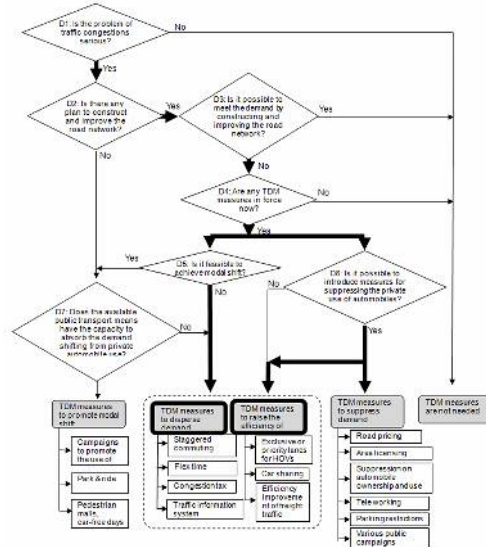 D1: Is the problem of
traffic congestions
serious?
No
Yes
D2: Is there any
plan to construct
and improve the
road network?
Yes
D3: Is it possible to
meet the demand by
constructing and
improving the road
network?
Yes
No
No
D4: Are any TDM
measures in force
now?
No
Yes
D5: Is it feasible to
achieve modal shift?
Yes
No
D6: Is it possible to
introduce measures for
suppressing the private
use of automobiles?
No
Yes
D7: Does the available
public transport means
have the capacity to
absorb the demand
shifting from private
automobile use?
No
Yes
TDM measures
to promote modal
shift
Campaigns
to promote
the use of
Park & ride
Pedestrian
malls,
car-free days
TDM measures
to disperse
demand
Staggered
commuting
Flex time
Congestion tax
Traffic information
system
TDM measures
to raise the
efficiency of
Exclusive or
priority lanes
for HOVs
Car sharing
Efficiency
improveme
nt of freight
traffic
TDM measures
to suppress
demand
Road pricing
Area licensing
Suppression on
automobile
ownership and use
Tele working
Parking restrictions
Various public
campaigns
TDM measures
are not needed